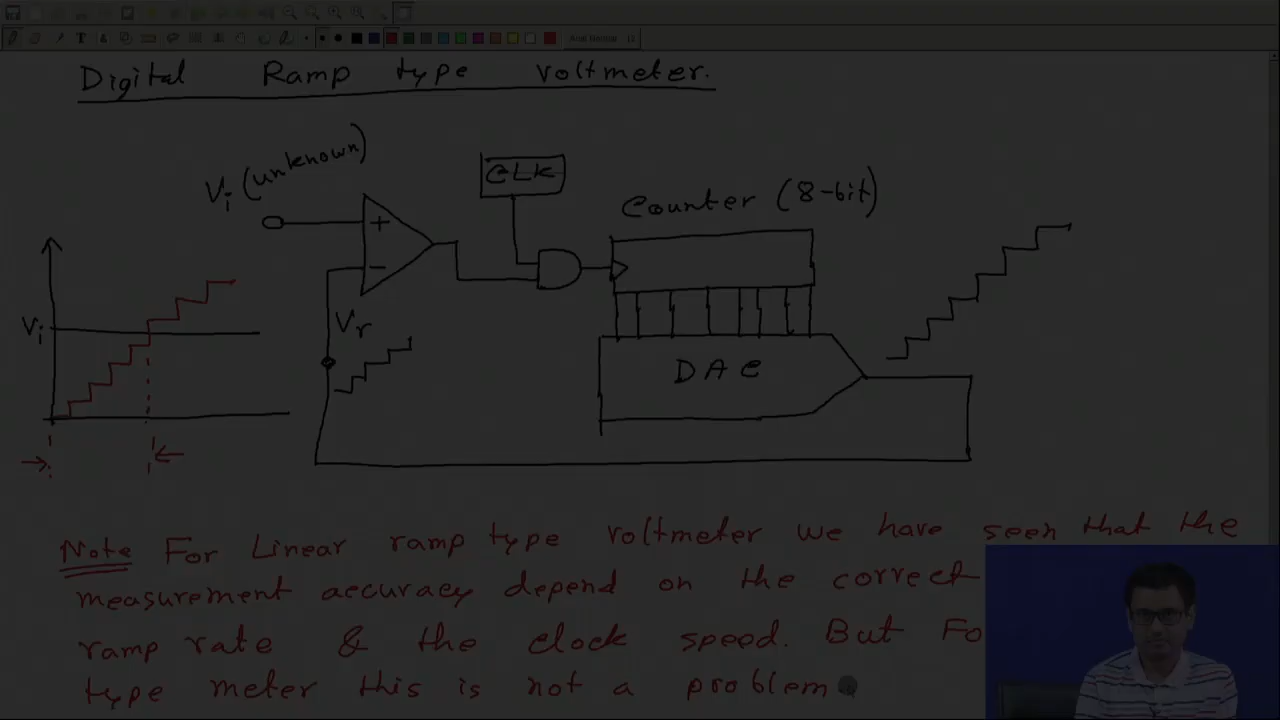 Digital Ramp type voltmeter.
Vi (unknown)
CLK
Counter (8-bit)
+
-
Vi
Vr
DAC
Note For Linear ramp type voltmeter we have seen that the
measurement accuracy depend on the correct
ramp rate & the clock speed. But Fo
type meter this is not a problem